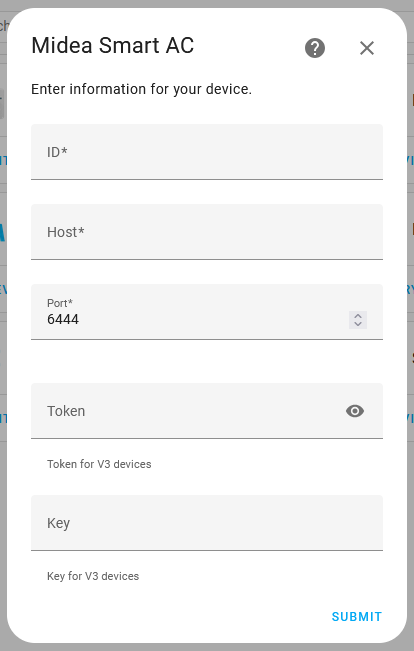 Midea Smart AC
Enter information for your device.
ID*
Host*
Port*
6444
Token
Token for V3 devices
Key
Key for V3 devices
SUBMIT